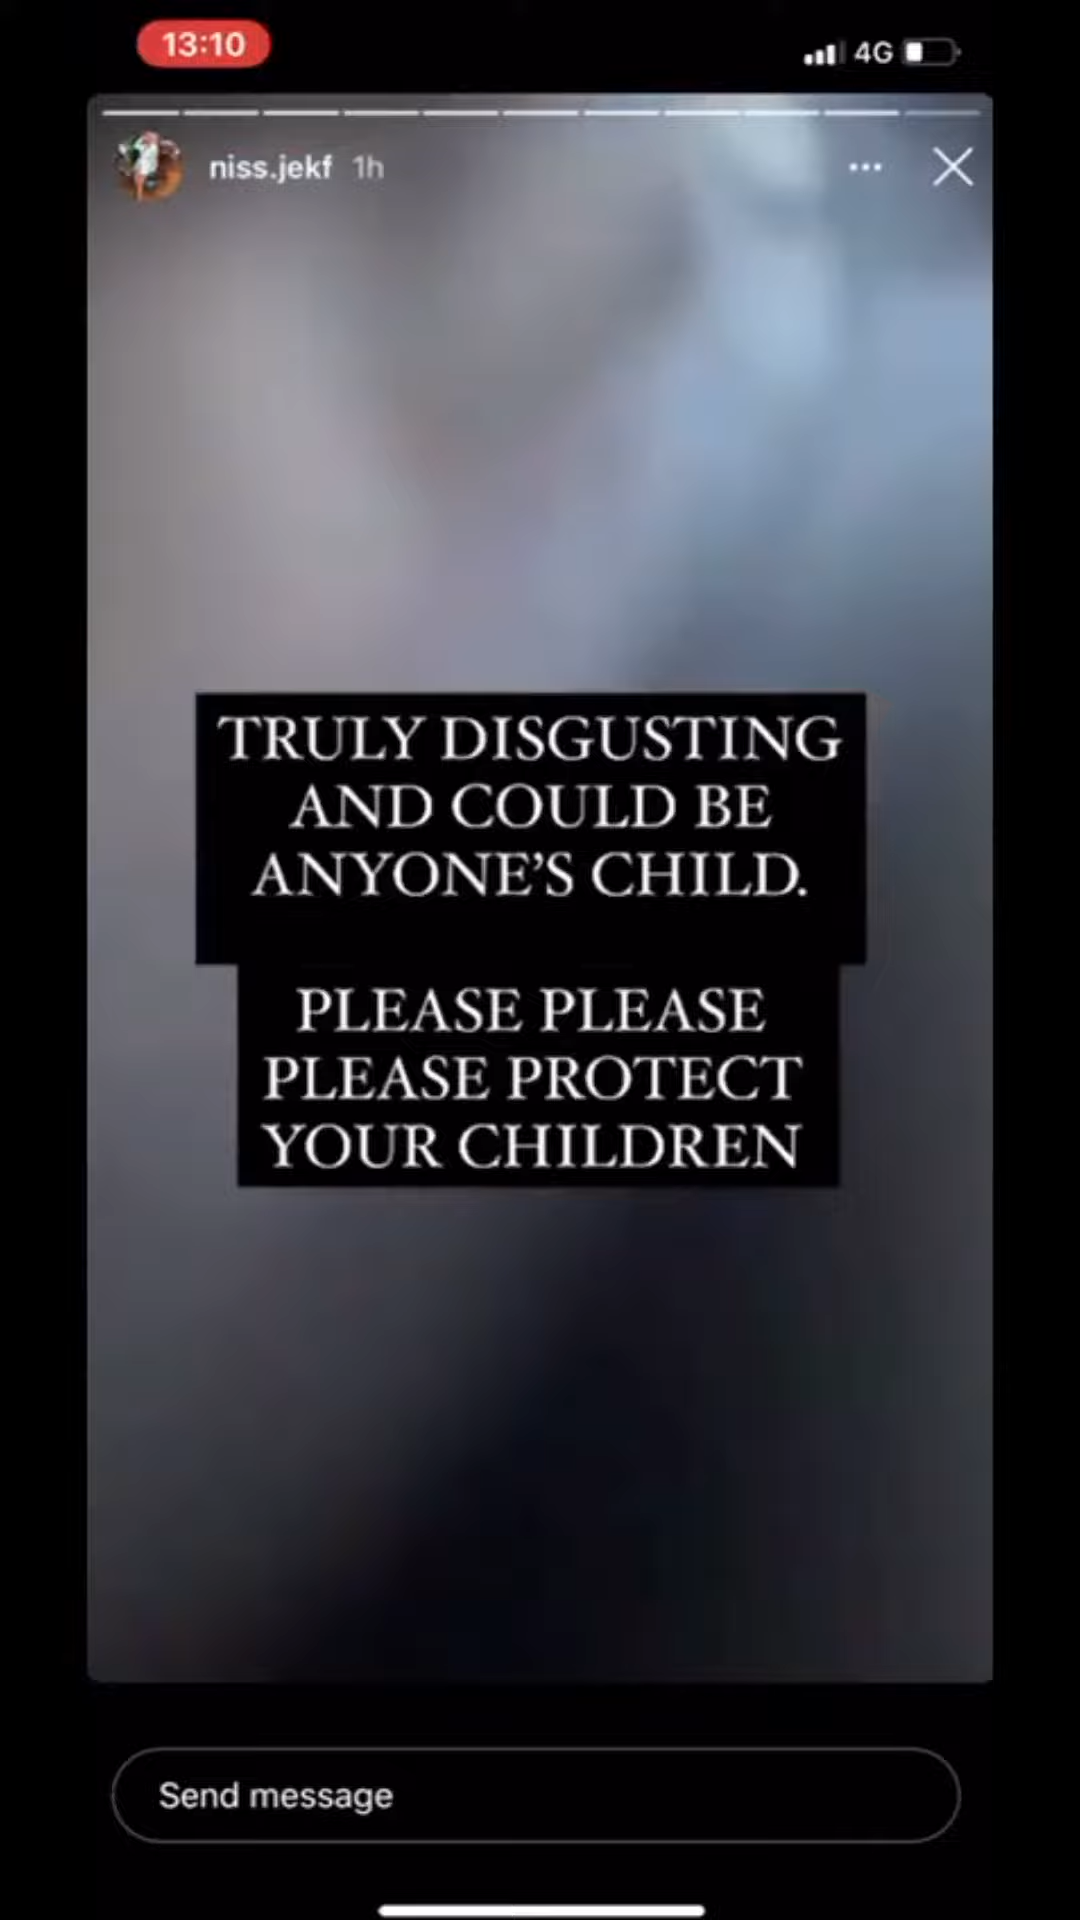 13:10
4G
niss.jekf 1h
TRULY DISGUSTING
AND COULD BE
ANYONE'S CHILD.
PLEASE PLEASE
PLEASE PROTECT
YOUR CHILDREN
Send message